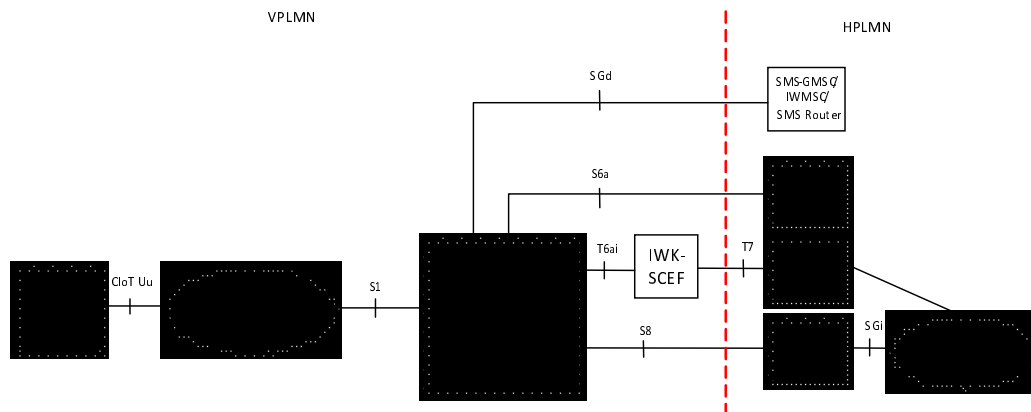 VPLMN
HPLMN
SGd
SMS-GMSC/
IWMSC/
SMS Router
S6a
T6ai
IWK-
SCEF
T7
CIoT Uu
S1
S8
SGi